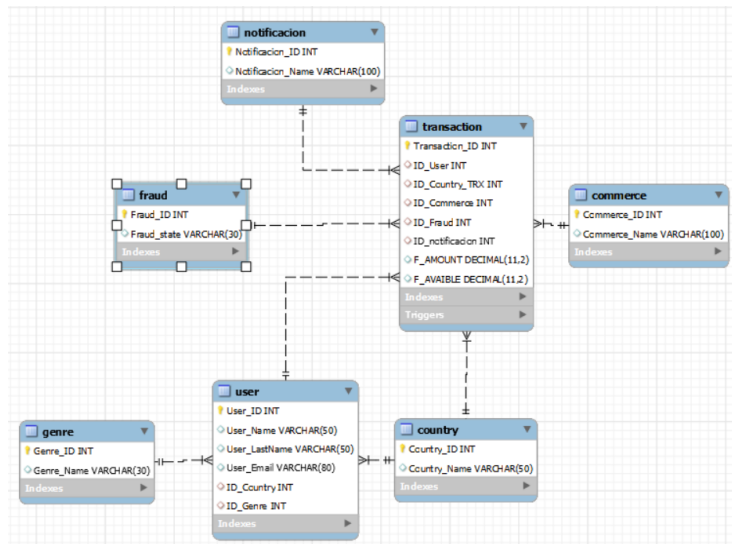 notificacion
Notificacion_ID INT
Notificacion_Name VARCHAR(100)
Indexes
transaction
Transaction_ID INT
ID_User INT
ID_Country_TRX INT
ID_Commerce INT
ID_Fraud INT
ID_notificacion INT
F_AMOUNT DECIMAL(11,2)
F_AVAIBLE DECIMAL(11,2)
Indexes
Triggers
fraud
Fraud_ID INT
Fraud_state VARCHAR(30)
Indexes
commerce
Commerce_ID INT
Commerce_Name VARCHAR(100)
Indexes
user
User_ID INT
User_Name VARCHAR(50)
User_LastName VARCHAR(50)
User_Email VARCHAR(80)
ID_Country INT
ID_Genre INT
Indexes
genre
Genre_ID INT
Genre_Name VARCHAR(30)
Indexes
country
Country_ID INT
Country_Name VARCHAR(50)
Indexes